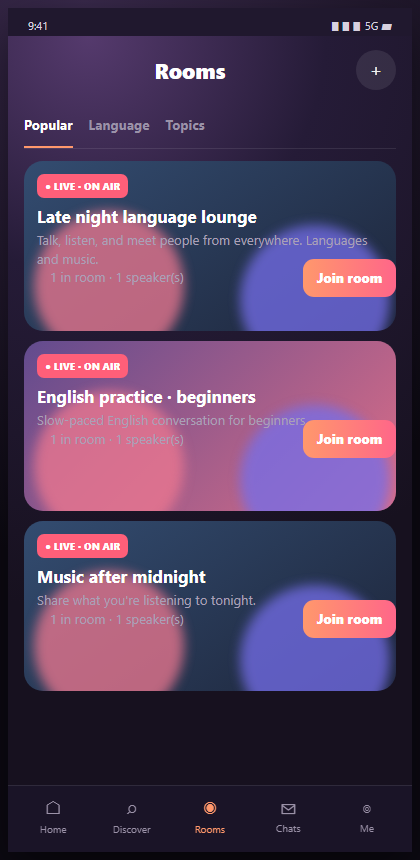 9:41
5G
Rooms
+
Popular Language Topics
• LIVE • ON AIR
Late night language lounge
Talk, listen, and meet people from everywhere. Languages
and music.
1 in room · 1 speaker(s)
Join room
• LIVE • ON AIR
English practice · beginners
Slow-paced English conversation for beginners.
1 in room · 1 speaker(s)
Join room
• LIVE • ON AIR
Music after midnight
Share what you're listening to tonight.
1 in room · 1 speaker(s)
Join room
Home Discover Rooms Chats Me